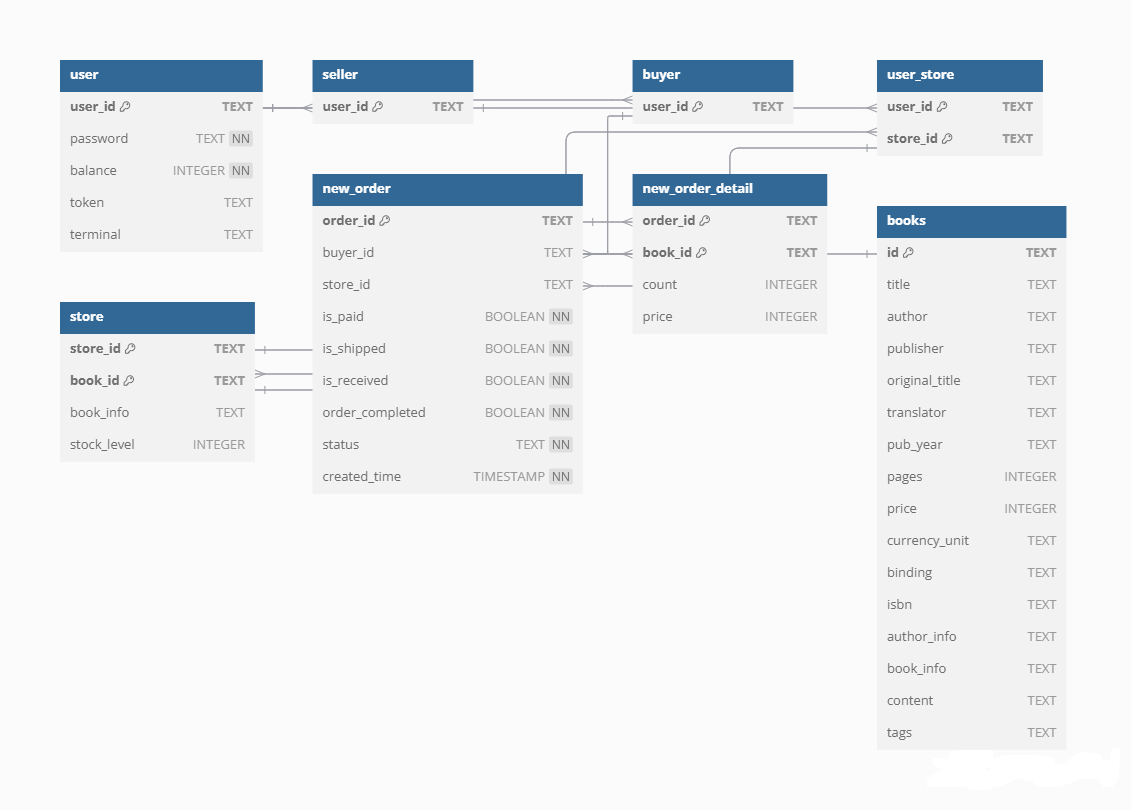 user
user_id TEXT
password TEXT NN
balance INTEGER NN
token TEXT
terminal TEXT
seller
user_id TEXT
buyer
user_id TEXT
user_store
user_id TEXT
store_id TEXT
new_order
order_id TEXT
buyer_id TEXT
store_id TEXT
is_paid BOOLEAN NN
is_shipped BOOLEAN NN
is_received BOOLEAN NN
order_completed BOOLEAN NN
status TEXT NN
created_time TIMESTAMP NN
new_order_detail
order_id TEXT
book_id TEXT
count INTEGER
price INTEGER
books
id TEXT
title TEXT
author TEXT
publisher TEXT
original_title TEXT
translator TEXT
pub_year TEXT
pages INTEGER
price INTEGER
currency_unit TEXT
binding TEXT
isbn TEXT
author_info TEXT
book_info TEXT
content TEXT
tags TEXT
store
store_id TEXT
book_id TEXT
book_info TEXT
stock_level INTEGER